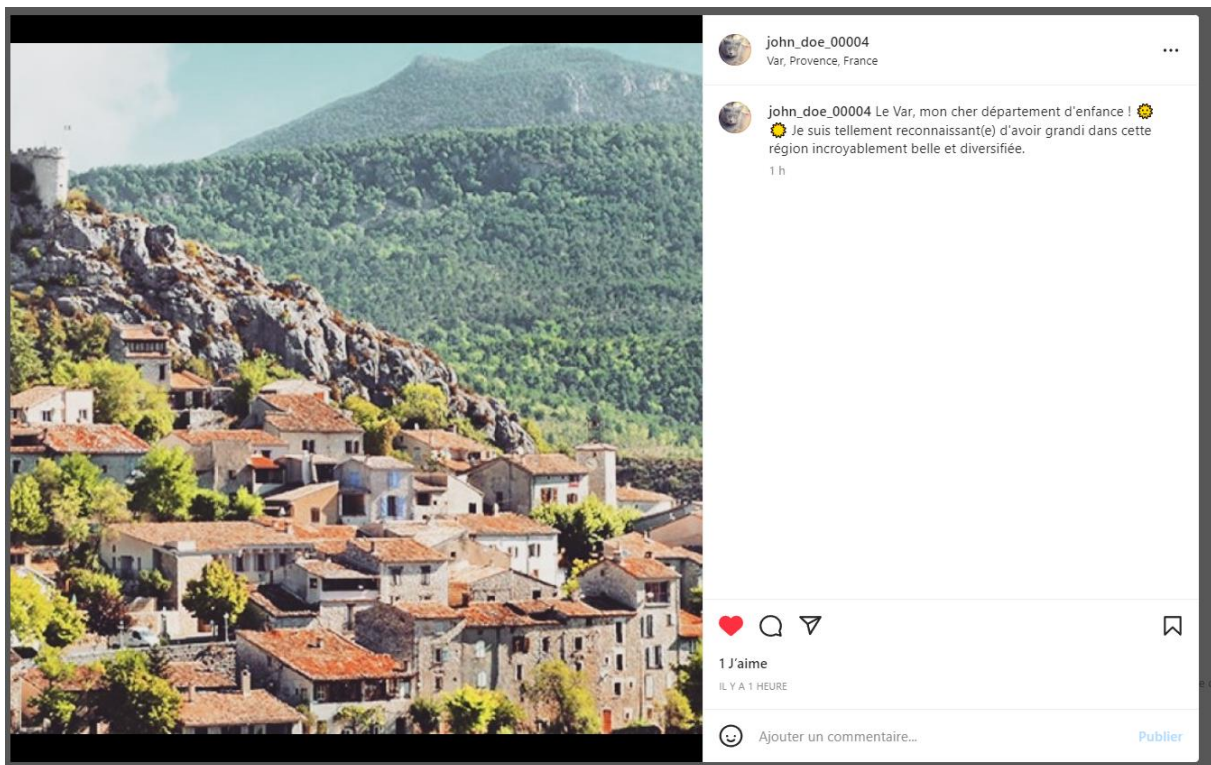 john_doe_00004
Var, Provence, France
john_doe_00004 Le Var, mon cher département d'enfance ! 🌞
🌞 Je suis tellement reconnaissant(e) d'avoir grandi dans cette
région incroyablement belle et diversifiée.
1 h
1 J'aime
IL Y A 1 HEURE
Ajouter un commentaire...
Publier